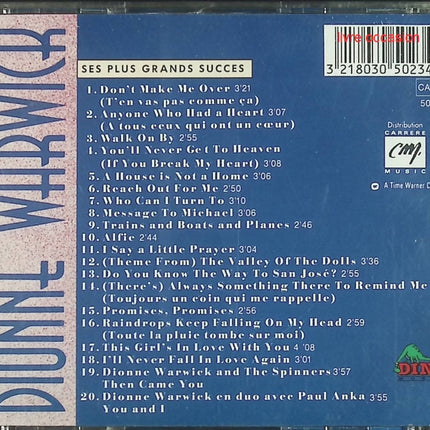 DIONNE WARWICK
SES PLUS GRANDS SUCCES
livre occasion
3 218030 50234
1. Don't Make Me Over 3'21
(T'en vas pas comme ça)
2. Anyone Who Had a Heart 3'07
(A tous ceux qui ont un cœur)
3. Walk On By 2'55
4. You'll Never Get To Heaven
(If You Break My Heart) 3'08
5. A House is Not a Home 3'06
6. Reach Out For Me 2'50
7. Who Can I Turn To 3'10
8. Message To Michael 3'06
9. Trains and Boats and Planes 2'46
10. Alfie 2'44
11. I Say a Little Prayer 3'04
12. (Theme From) The Valley Of The Dolls 3'36
13. Do You Know The Way To San José? 2'55
14. (There's) Always Something There To Remind Me
(Toujours un coin qui me rappelle)
15. Promises, Promises 2'56
16. Raindrops Keep Falling On My Head 2'59
(Toute la pluie tombe sur moi)
17. This Girl's In Love With You 4'08
18. I'll Never Fall In Love Again 3'01
19. Dionne Warwick and The Spinners 3'57
Then Came You
20. Dionne Warwick en duo avec Paul Anka 3'55
You and I
CA
50
Distribution
CARRERE
CM
MUSIC
A Time Warner C
DIN